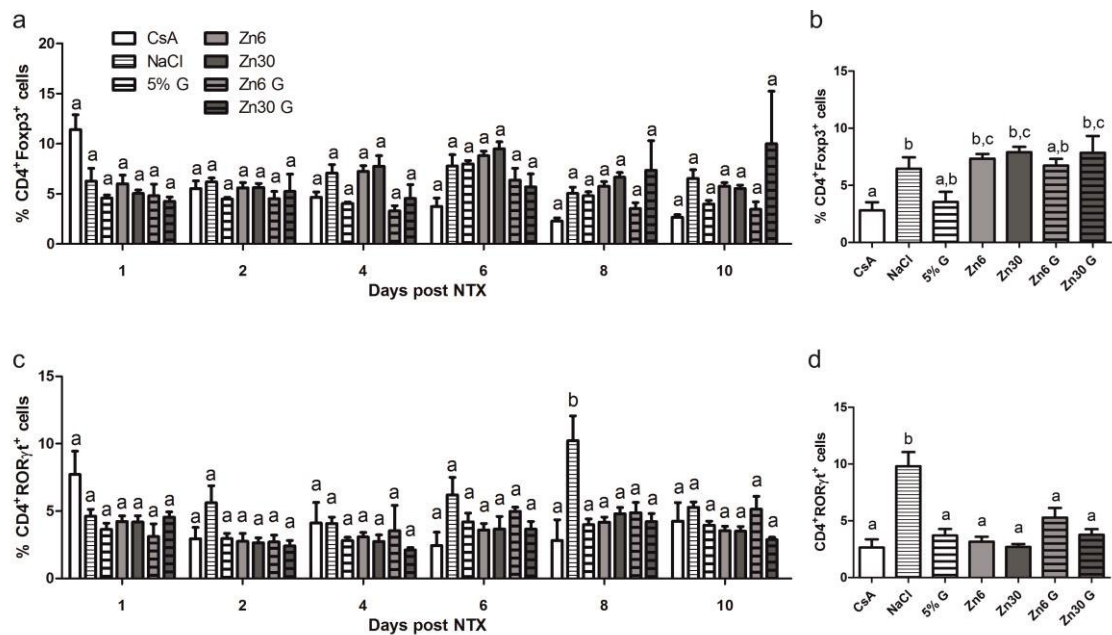 a
CsA
NaCl
5% G
Zn6
Zn30
Zn6 G
Zn30 G
% CD4+Foxp3+ cells
20
15
10
5
0
a a a a a a a
a a a a a a a
a a a a a a a
a a a a a a a
a a a a a a a
a a a a a a a
1 2 4 6 8 10
Days post NTX
b
% CD4+Foxp3+ cells
15
10
5
0
a b a,b b,c b,c a,b b,c
CsA NaCl 5% G Zn6 Zn30 Zn6 G Zn30 G
c
% CD4+RORγt+ cells
15
10
5
0
a a a a a a a
a a a a a a a
a a a a a a a
a a a a a a a
a b a a a a a
a a a a a a a
1 2 4 6 8 10
Days post NTX
d
CD4+RORγt+ cells
15
10
5
0
a b a a a a a
CsA NaCl 5% G Zn6 Zn30 Zn6 G Zn30 G